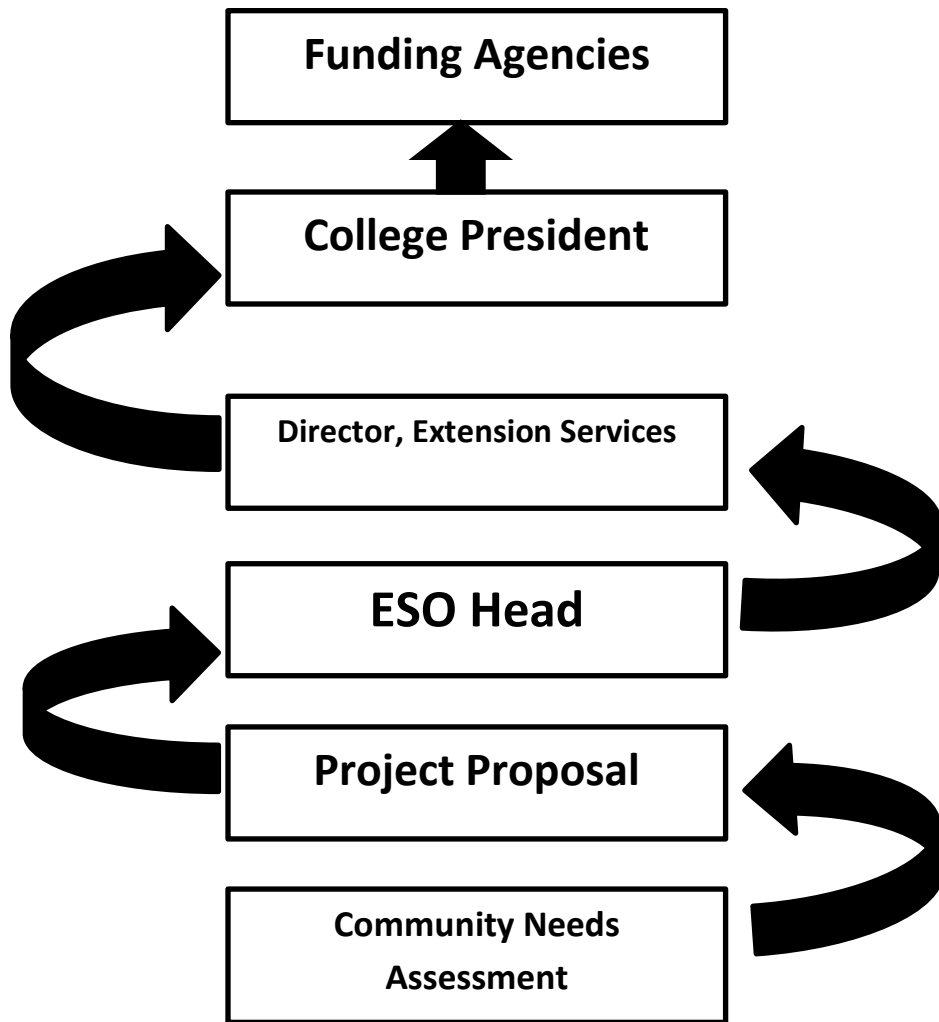 Funding Agencies
College President
Director, Extension Services
ESO Head
Project Proposal
Community Needs
Assessment